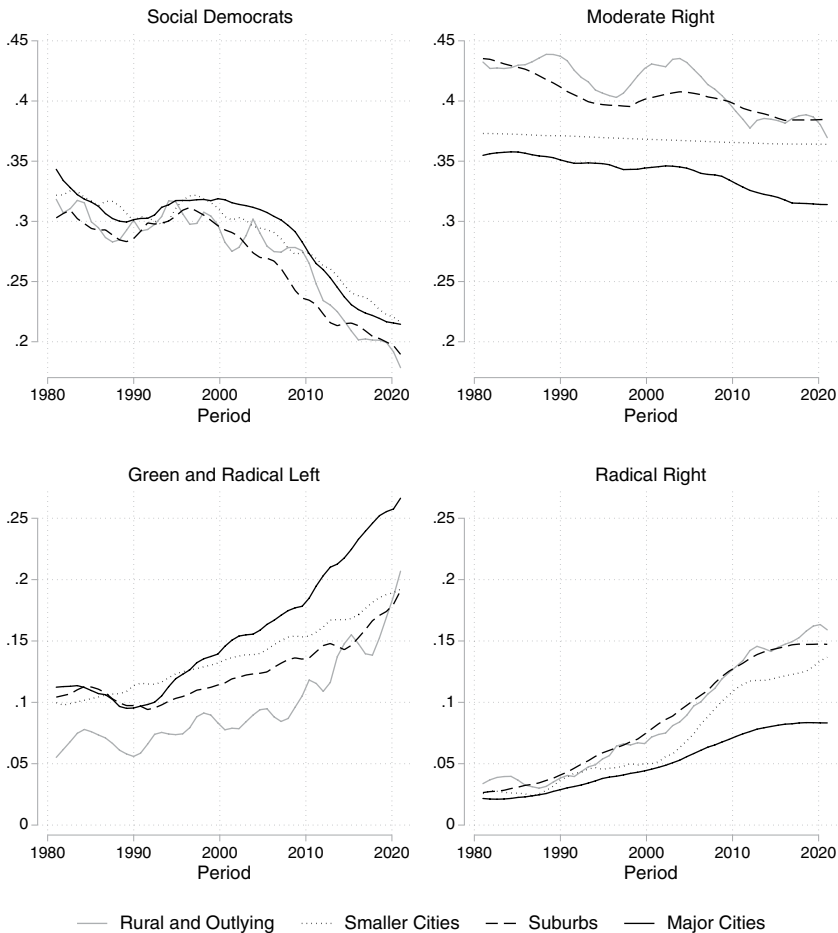 Social Democrats
.45
.4
.35
.3
.25
.2
1980 1990 2000 2010 2020
Period
Moderate Right
.45
.4
.35
.3
.25
.2
1980 1990 2000 2010 2020
Period
Green and Radical Left
.25
.2
.15
.1
.05
0
1980 1990 2000 2010 2020
Period
Radical Right
.25
.2
.15
.1
.05
0
1980 1990 2000 2010 2020
Period
Rural and Outlying Smaller Cities Suburbs Major Cities